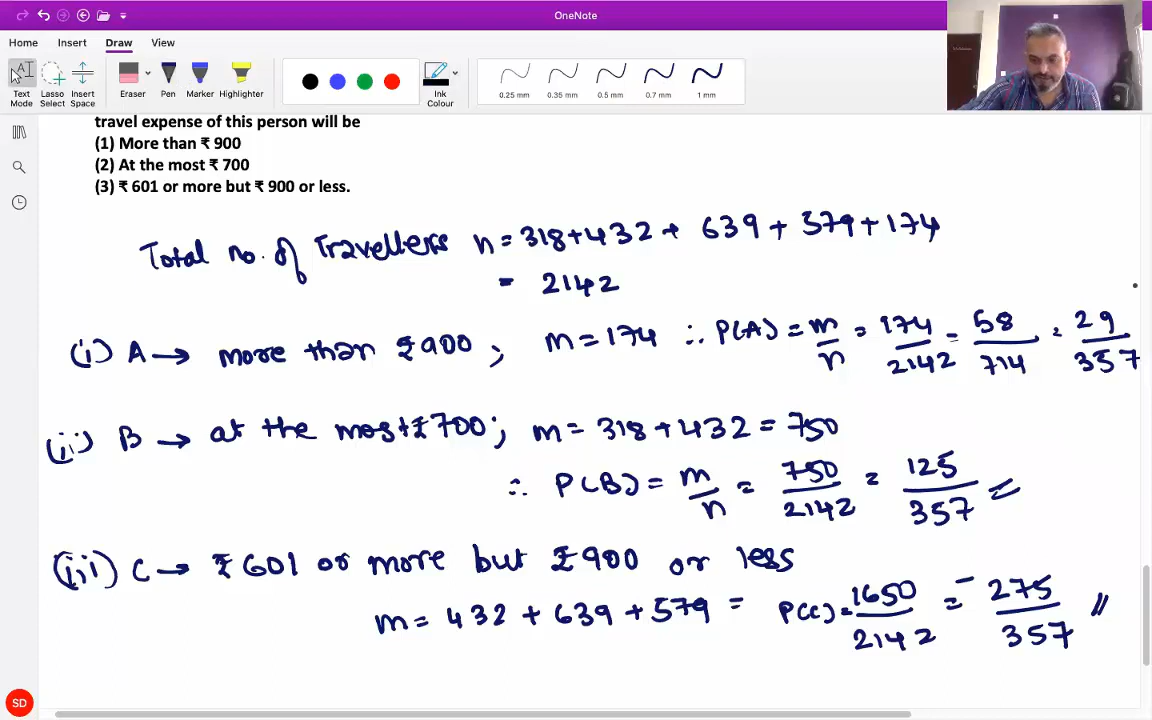 OneNote
Home Insert Draw View
Text Mode Lasso Select Insert Space Eraser Pen Marker Highlighter Ink Colour 0.25 mm 0.35 mm 0.5 mm 0.7 mm 1 mm
travel expense of this person will be
(1) More than ₹ 900
(2) At the most ₹ 700
(3) ₹ 601 or more but ₹ 900 or less.
Total no. of Travellers n = 318+432+ 639 + 579 + 174
= 2142
(i) A → more than ₹900 ; m = 174 ∴ P(A) = m/n = 174/2142 = 58/714 = 29/357
(ii) B → at the most ₹700; m = 318 + 432 = 750
∴ P(B) = m/n = 750/2142 = 125/357 =
(iii) C → ₹601 or more but ₹900 or less
m = 432 + 639 + 579 = P(C) = 1650/2142 = 275/357 //
SD